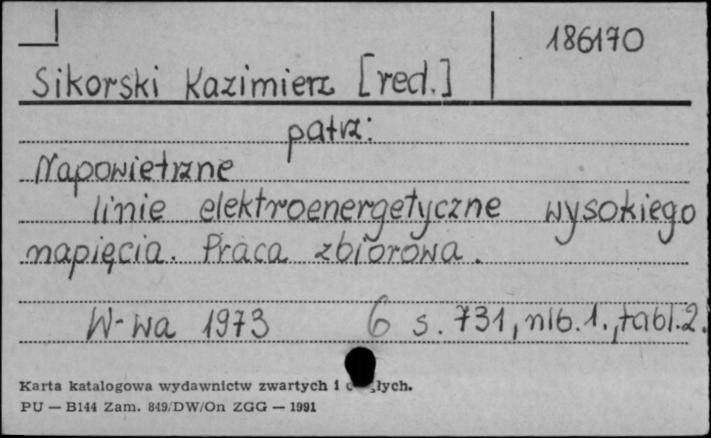 186170
Sikorski Kazimierz [red.]
patrz:
Napowietrzne
linie elektroenergetyczne wysokiego
napięcia. Praca zbiorowa.
W-wa 1973 6 s. 731, nlb. 1., tabl. 2.
Karta katalogowa wydawnictw zwartych i
PU — B144 Zam. 849/DW/On ZGG — 1991